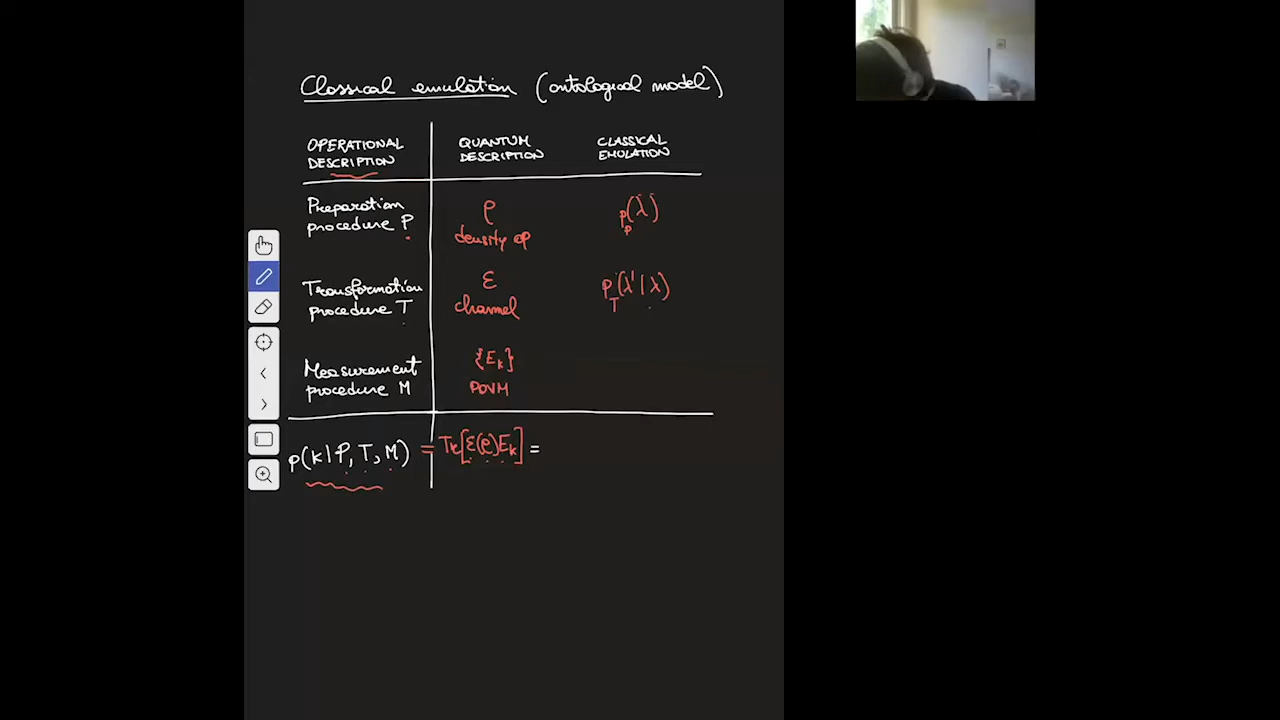 Classical emulation (ontological model)
OPERATIONAL DESCRIPTION
QUANTUM DESCRIPTION
CLASSICAL EMULATION
Preparation procedure P
ρ
density op
p_P(λ)
Transformation procedure T
ε
channel
p_T(λ'|λ)
Measurement procedure M
{E_k}
POVM
p(k|P,T,M) = Tr[ε(ρ)E_k] =